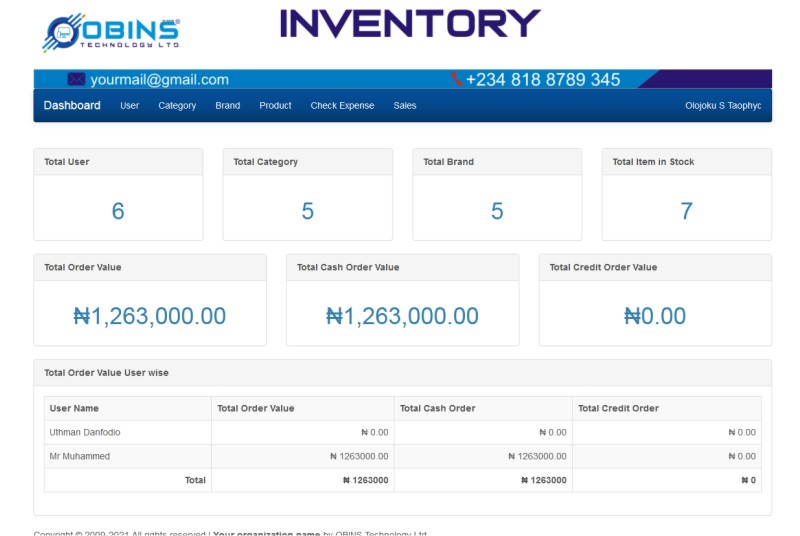 OBINS
TECHNOLOGY LTD.
INVENTORY
yourmail@gmail.com +234 818 8789 345
Dashboard User Category Brand Product Check Expense Sales Olojoku S Taophyc
Total User Total Category Total Brand Total Item in Stock
6 5 5 7
Total Order Value Total Cash Order Value Total Credit Order Value
₦1,263,000.00 ₦1,263,000.00 ₦0.00
Total Order Value User wise
User Name Total Order Value Total Cash Order Total Credit Order
Uthman Danfodio ₦ 0.00 ₦ 0.00 ₦ 0.00
Mr Muhammed ₦ 1263000.00 ₦ 1263000.00 ₦ 0.00
Total ₦ 1263000 ₦ 1263000 ₦ 0
Copyright © 2009-2021 All rights reserved | Your organization name by OBINS Technology Ltd